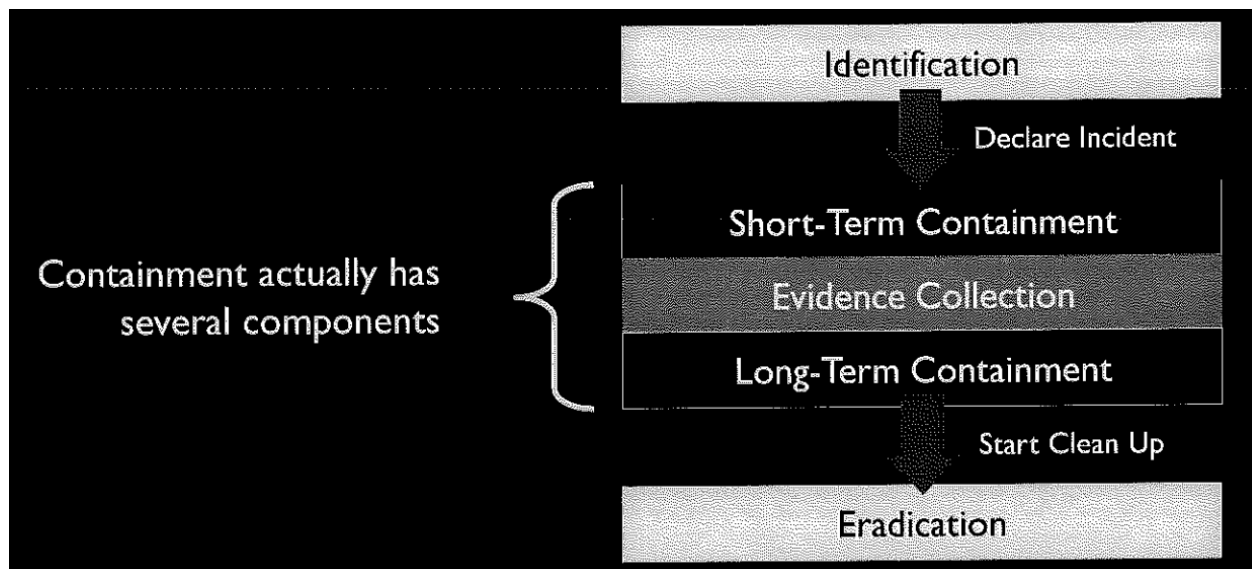 Identification
Declare Incident
Short-Term Containment
Evidence Collection
Long-Term Containment
Containment actually has
several components
Start Clean Up
Eradication